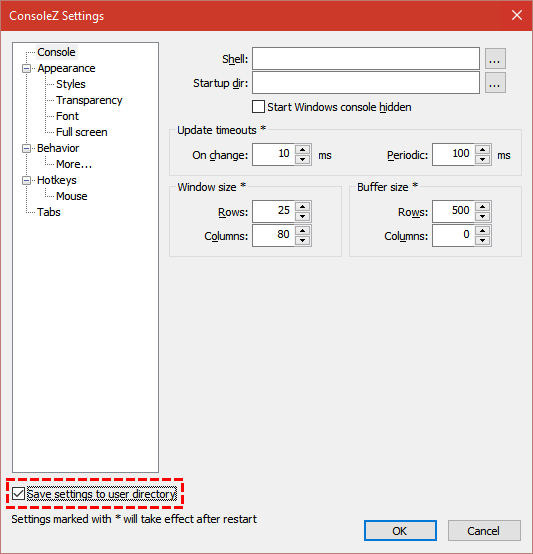 ConsoleZ Settings
Console
Appearance
Styles
Transparency
Font
Full screen
Behavior
More...
Hotkeys
Mouse
Tabs
Shell:
...
Startup dir:
...
Start Windows console hidden
Update timeouts *
On change: 10 ms Periodic: 100 ms
Window size * Buffer size *
Rows: 25 Rows: 500
Columns: 80 Columns: 0
Save settings to user directory
Settings marked with * will take effect after restart
OK Cancel